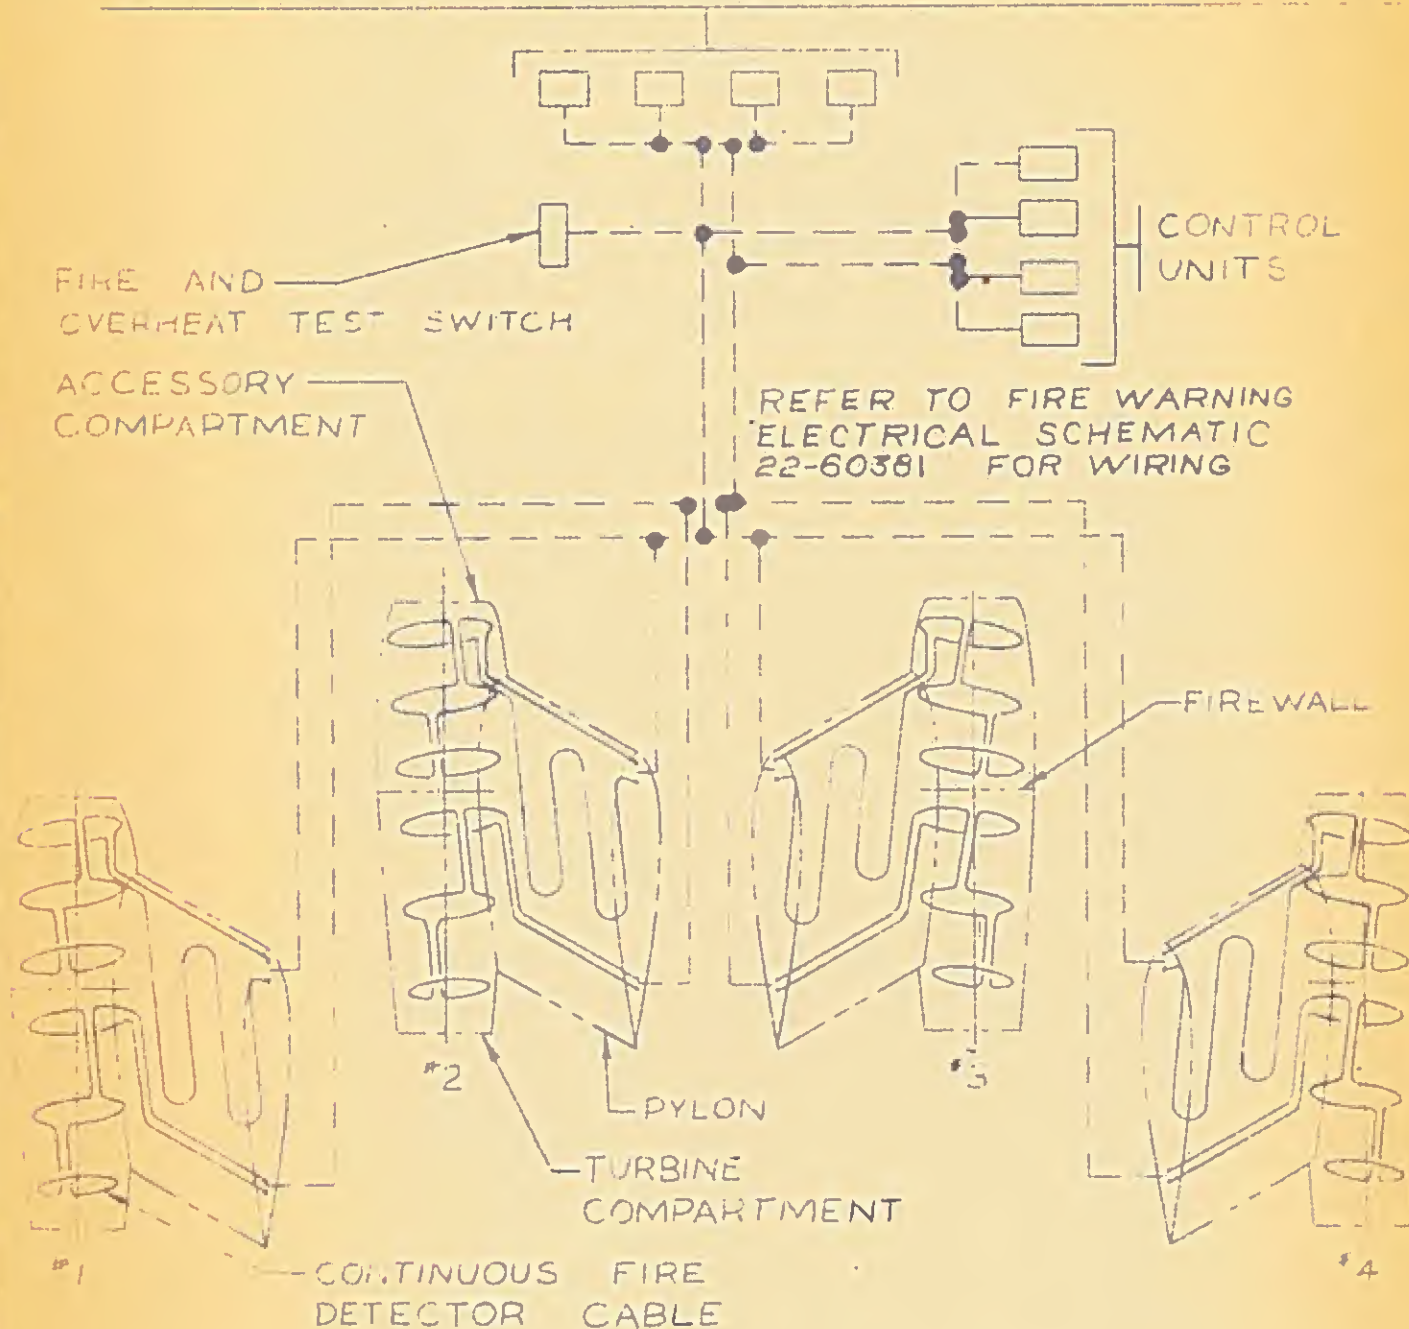 CONTROL
UNITS
FIRE AND
OVERHEAT TEST SWITCH
ACCESSORY
COMPARTMENT
REFER TO FIRE WARNING
ELECTRICAL SCHEMATIC
22-60381 FOR WIRING
FIREWALL
#2
#3
PYLON
TURBINE
COMPARTMENT
#1
#4
CONTINUOUS FIRE
DETECTOR CABLE